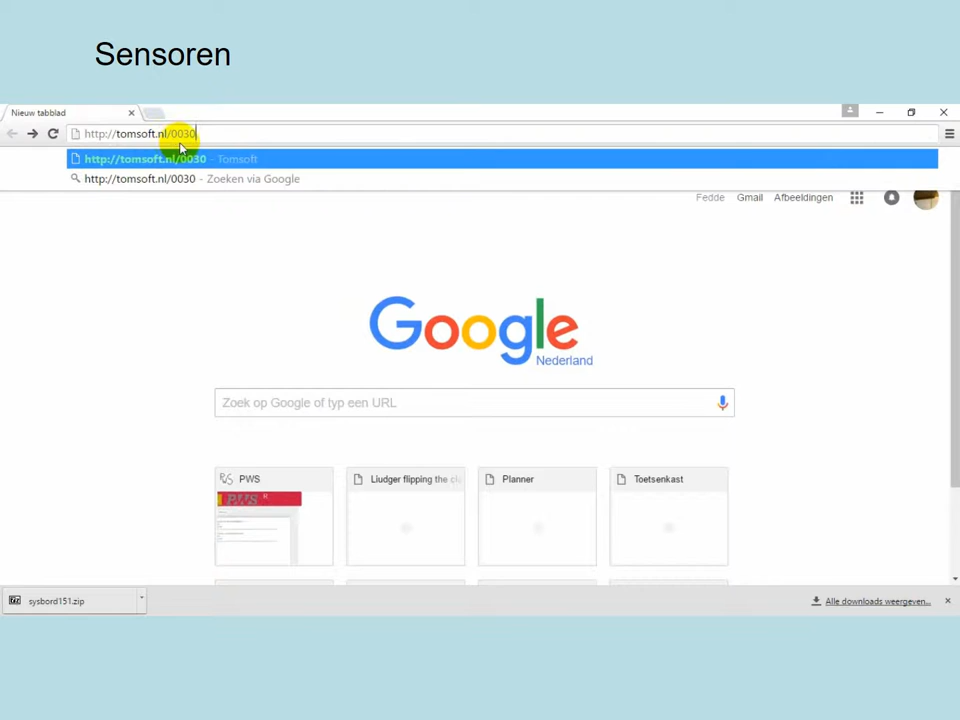 Sensoren
Nieuw tabblad
http://tomsoft.nl/0030
http://tomsoft.nl/0030 - Tomsoft
http://tomsoft.nl/0030 - Zoeken via Google
Fedde Gmail Afbeeldingen
Google
Nederland
Zoek op Google of typ een URL
PWS Liudger flipping the cla Planner Toetsenkast
PWS
sysbord151.zip Alle downloads weergeven...